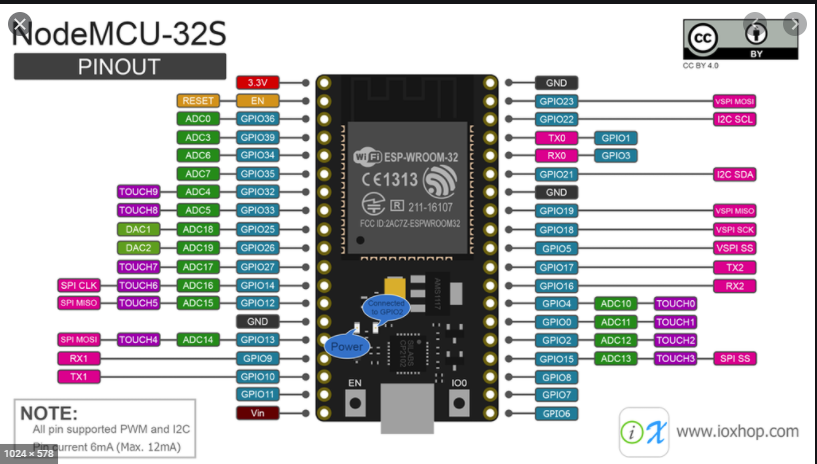 NodeMCU-32S
PINOUT
CC BY
CC BY 4.0
3.3V
RESET EN
ADC0 GPIO36
ADC3 GPIO39
ADC6 GPIO34
ADC7 GPIO35
TOUCH9 ADC4 GPIO32
TOUCH8 ADC5 GPIO33
DAC1 ADC18 GPIO25
DAC2 ADC19 GPIO26
TOUCH7 ADC17 GPIO27
SPI CLK TOUCH6 ADC16 GPIO14
SPI MISO TOUCH5 ADC15 GPIO12
GND
SPI MOSI TOUCH4 ADC14 GPIO13
RX1 GPIO9
TX1 GPIO10
GPIO11
Vin
WiFi ESP-WROOM-32
CE1313
R 211-16107
FCC ID:2AC7Z-ESPWROOM32
AMS1117
Connected
to GPIO2
Power
SILABS
CP2102
EN
IO0
GND
GPIO23 VSPI MOSI
GPIO22 I2C SCL
TX0 GPIO1
RX0 GPIO3
GPIO21 I2C SDA
GND
GPIO19 VSPI MISO
GPIO18 VSPI SCK
GPIO5 VSPI SS
GPIO17 TX2
GPIO16 RX2
GPIO4 ADC10 TOUCH0
GPIO0 ADC11 TOUCH1
GPIO2 ADC12 TOUCH2
GPIO15 ADC13 TOUCH3 SPI SS
GPIO8
GPIO7
GPIO6
NOTE:
All pin supported PWM and I2C
Pin current 6mA (Max. 12mA)
1024 × 578
iX www.ioxhop.com